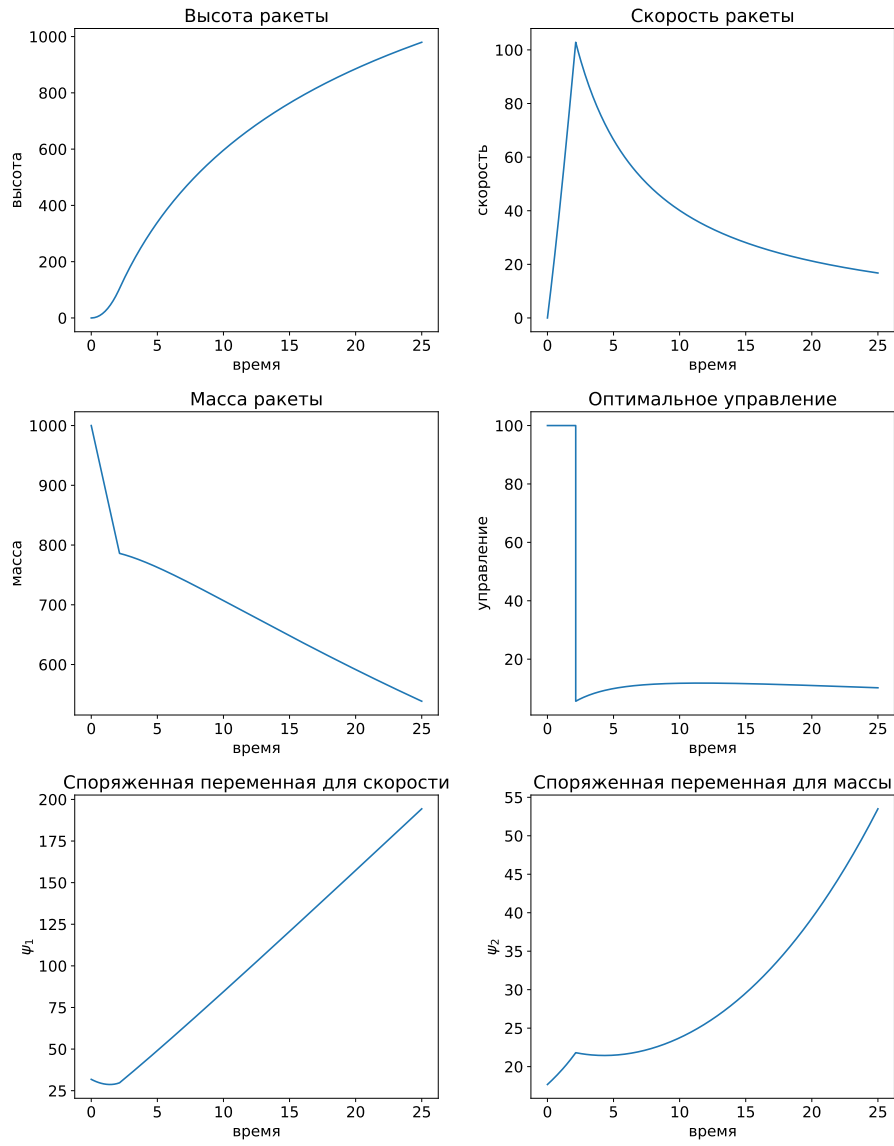 Высота ракеты
1000
800
600
400
200
0
высота
0 5 10 15 20 25
время
Скорость ракеты
100
80
60
40
20
0
скорость
0 5 10 15 20 25
время
Масса ракеты
1000
900
800
700
600
масса
0 5 10 15 20 25
время
Оптимальное управление
100
80
60
40
20
управление
0 5 10 15 20 25
время
Споряженная переменная для скорости
200
175
150
125
100
75
50
25
ψ₁
0 5 10 15 20 25
время
Споряженная переменная для массы
55
50
45
40
35
30
25
20
ψ₂
0 5 10 15 20 25
время